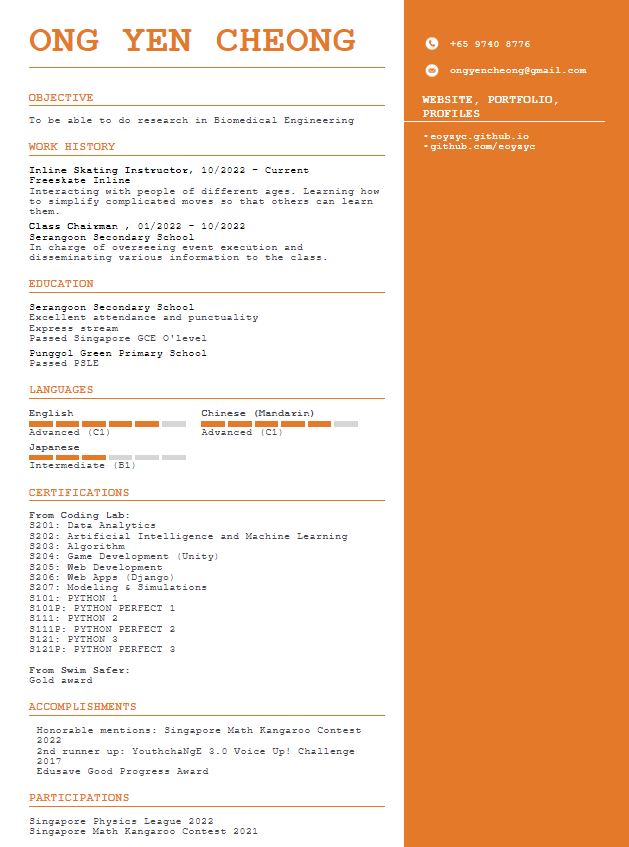 ONG YEN CHEONG
OBJECTIVE
To be able to do research in Biomedical Engineering
WORK HISTORY
Inline Skating Instructor, 10/2022 - Current
Freeskate Inline
Interacting with people of different ages. Learning how
to simplify complicated moves so that others can learn
them.
Class Chairman , 01/2022 - 10/2022
Serangoon Secondary School
In charge of overseeing event execution and
disseminating various information to the class.
EDUCATION
Serangoon Secondary School
Excellent attendance and punctuality
Express stream
Passed Singapore GCE O'level
Punggol Green Primary School
Passed PSLE
LANGUAGES
English
Advanced (C1)
Chinese (Mandarin)
Advanced (C1)
Japanese
Intermediate (B1)
CERTIFICATIONS
From Coding Lab:
S201: Data Analytics
S202: Artificial Intelligence and Machine Learning
S203: Algorithm
S204: Game Development (Unity)
S205: Web Development
S206: Web Apps (Django)
S207: Modeling & Simulations
S101: PYTHON 1
S101P: PYTHON PERFECT 1
S111: PYTHON 2
S111P: PYTHON PERFECT 2
S121: PYTHON 3
S121P: PYTHON PERFECT 3
From Swim Safer:
Gold award
ACCOMPLISHMENTS
Honorable mentions: Singapore Math Kangaroo Contest
2022
2nd runner up: YouthchaNgE 3.0 Voice Up! Challenge
2017
Edusave Good Progress Award
PARTICIPATIONS
Singapore Physics League 2022
Singapore Math Kangaroo Contest 2021
+65 9740 8776
ongyencheong@gmail.com
WEBSITE, PORTFOLIO,
PROFILES
• eoyzyc.github.io
• github.com/eoyzyc